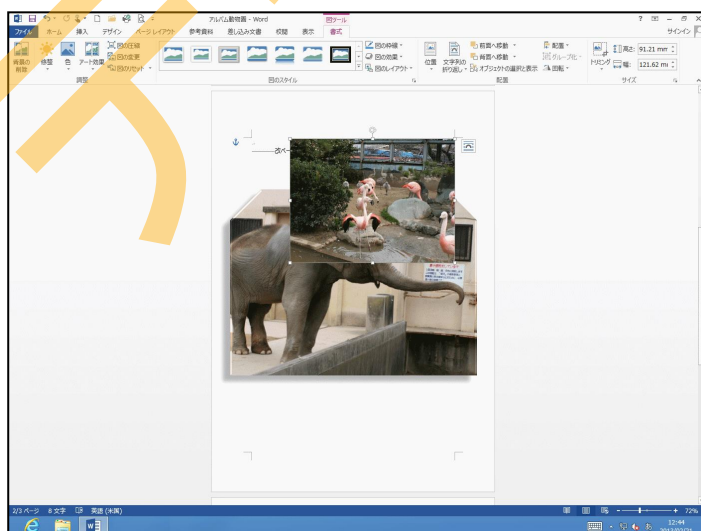 アルバム動物園 - Word
図ツール
サインイン
ファイル ホーム 挿入 デザイン ページレイアウト 参考資料 差し込み文書 校閲 表示 書式
背景の削除
修整
色
アート効果
図の圧縮
図の変更
図のリセット
調整
図の枠線
図の効果
図のレイアウト
図のスタイル
位置
文字列の折り返し
前面へ移動
背面へ移動
オブジェクトの選択と表示
配置
グループ化
回転
配置
トリミング
高さ: 91.21 mm
幅: 121.62 mm
サイズ
改ペー
2/3 ページ 8 文字 英語 (米国)
72%
あ
12:44